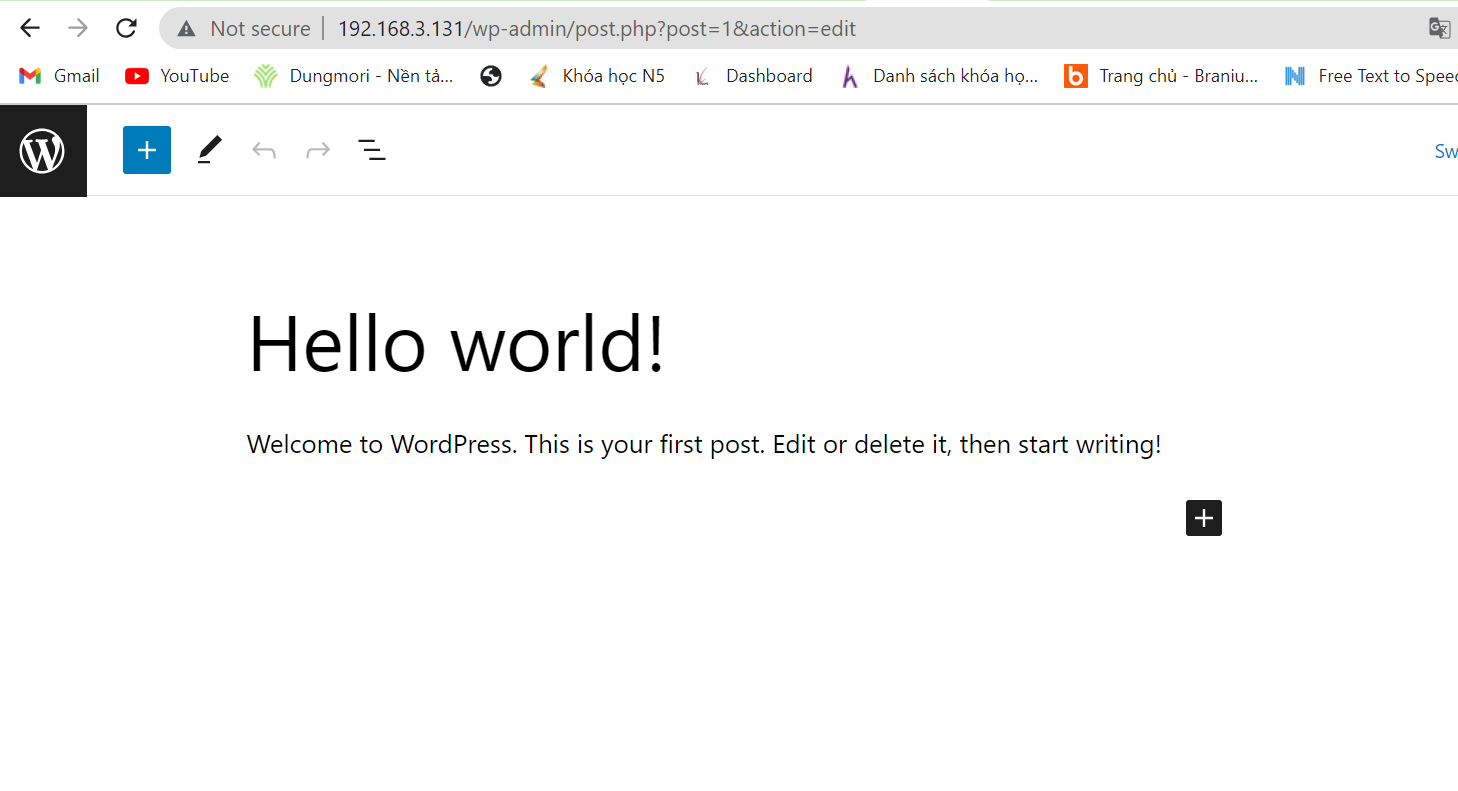 Not secure | 192.168.3.131/wp-admin/post.php?post=1&action=edit
Gmail YouTube Dungmori - Nền tả... Khóa học N5 Dashboard Danh sách khóa họ... Trang chủ - Braniu... Free Text to Speec
Sw
Hello world!
Welcome to WordPress. This is your first post. Edit or delete it, then start writing!